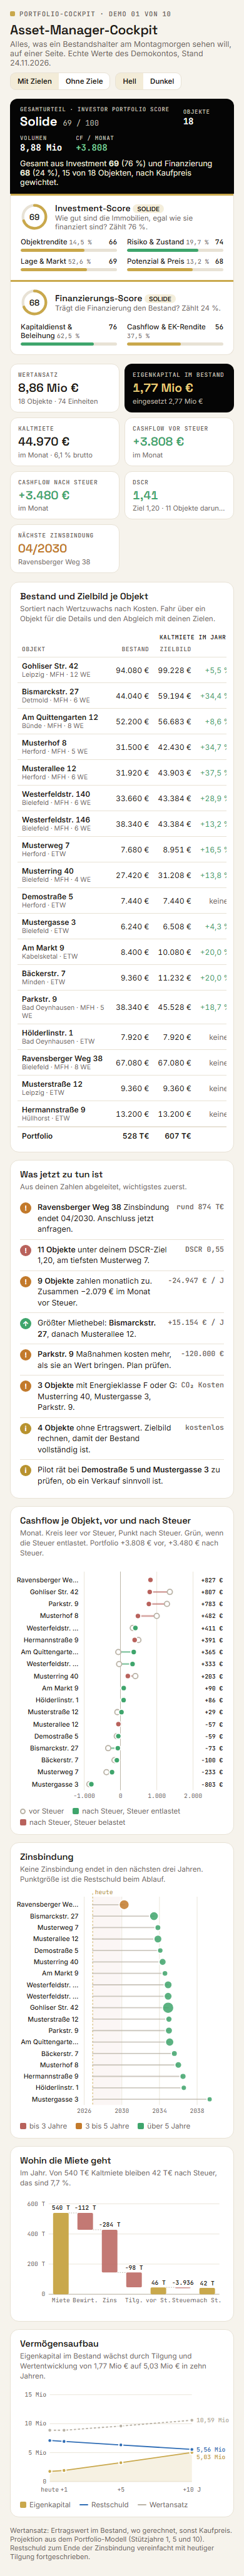 PORTFOLIO-COCKPIT · DEMO 01 VON 10
Asset-Manager-Cockpit
Alles, was ein Bestandshalter am Montagmorgen sehen will,
auf einer Seite. Echte Werte des Demokontos, Stand
24.11.2026.
Mit Zielen Ohne Ziele Hell Dunkel
GESAMTURTEIL · INVESTOR PORTFOLIO SCORE
Solide 69 / 100
OBJEKTE
18
VOLUMEN
8,88 Mio
CF / MONAT
+3.808
Gesamt aus Investment 69 (76 %) und Finanzierung
68 (24 %), 15 von 18 Objekten, nach Kaufpreis
gewichtet.
69
Investment-Score SOLIDE
Wie gut sind die Immobilien, egal wie sie
finanziert sind? Zählt 76 %.
Objektrendite 14,5 % 66
Risiko & Zustand 19,7 % 74
Lage & Markt 52,6 % 69
Potenzial & Preis 13,2 % 68
68
Finanzierungs-Score SOLIDE
Trägt die Finanzierung den Bestand? Zählt 24 %.
Kapitaldienst &
Beleihung 62,5 % 76
Cashflow & EK-Rendite
37,5 % 56
WERTANSATZ
8,86 Mio €
18 Objekte · 74 Einheiten
EIGENKAPITAL IM BESTAND
1,77 Mio €
eingesetzt 2,77 Mio €
KALTMIETE
44.970 €
im Monat · 6,1 % brutto
CASHFLOW VOR STEUER
+3.808 €
im Monat
CASHFLOW NACH STEUER
+3.480 €
im Monat
DSCR
1,41
Ziel 1,20 · 11 Objekte darun…
NÄCHSTE ZINSBINDUNG
04/2030
Ravensberger Weg 38
Bestand und Zielbild je Objekt
Sortiert nach Wertzuwachs nach Kosten. Fahr über ein
Objekt für die Details und den Abgleich mit deinen Zielen.
KALTMIETE IM JAHR
OBJEKT BESTAND ZIELBILD
Gohliser Str. 42 94.080 € 99.228 € +5,5 %
Leipzig · MFH · 12 WE
Bismarckstr. 27 44.040 € 59.194 € +34,4
Detmold · MFH · 6 WE
Am Quittengarten 12 52.200 € 56.683 € +8,6
Bünde · MFH · 8 WE
Musterhof 8 31.500 € 42.430 € +34,7
Herford · MFH · 5 WE
Musterallee 12 31.920 € 43.903 € +37,5
Herford · MFH · 6 WE
Westerfeldstr. 140 33.660 € 43.384 € +28,9
Bielefeld · MFH · 6 WE
Westerfeldstr. 146 38.340 € 43.384 € +13,2
Bielefeld · MFH · 6 WE
Musterweg 7 7.680 € 8.951 € +16,5
Herford · ETW
Musterring 40 27.420 € 31.208 € +13,8
Bielefeld · MFH · 4 WE
Demostraße 5 7.440 € 7.440 € keine
Herford · ETW
Mustergasse 3 6.240 € 6.508 € +4,3
Bielefeld · ETW
Am Markt 9 8.400 € 10.080 € +20,0
Kabelsketal · ETW
Bäckerstr. 7 9.360 € 11.232 € +20,0
Minden · ETW
Parkstr. 9 38.340 € 45.528 € +18,7
Bad Oeynhausen · MFH · 5
WE
Hölderlinstr. 1 7.920 € 7.920 € keine
Bad Oeynhausen · ETW
Ravensberger Weg 38 67.080 € 67.080 € keine
Bielefeld · MFH · 8 WE
Musterstraße 12 9.360 € 9.360 € keine
Leipzig · ETW
Hermannstraße 9 13.200 € 13.200 € keine
Hüllhorst · ETW
Portfolio 528 T€ 607 T€
Was jetzt zu tun ist
Aus deinen Zahlen abgeleitet, wichtigstes zuerst.
Ravensberger Weg 38 Zinsbindung rund 874 T€
endet 04/2030. Anschluss jetzt
anfragen.
11 Objekte unter deinem DSCR-Ziel DSCR 0,55
1,20, am tiefsten Musterweg 7.
9 Objekte zahlen monatlich zu. -24.947 € / J
Zusammen −2.079 € im Monat
vor Steuer.
Größter Miethebel: Bismarckstr. +15.154 € / J
27, danach Musterallee 12.
Parkstr. 9 Maßnahmen kosten mehr, -120.000 €
als sie an Wert bringen. Plan prüfen.
3 Objekte mit Energieklasse F oder G: CO₂ Kosten
Musterring 40, Mustergasse 3,
Parkstr. 9.
4 Objekte ohne Ertragswert. Zielbild kostenlos
rechnen, damit der Bestand
vollständig ist.
Pilot rät bei Demostraße 5 und Mustergasse 3 zu
prüfen, ob ein Verkauf sinnvoll ist.
Cashflow je Objekt, vor und nach Steuer
Monat. Kreis leer vor Steuer, Punkt nach Steuer. Grün, wenn
die Steuer entlastet. Portfolio +3.808 € vor, +3.480 € nach
Steuer.
Ravensberger We… +827 €
Gohliser Str. 42 +807 €
Parkstr. 9 +783 €
Musterhof 8 +482 €
Westerfeldstr. … +411 €
Hermannstraße 9 +391 €
Am Quittengarte… +365 €
Westerfeldstr. … +333 €
Musterring 40 +203 €
Am Markt 9 +90 €
Hölderlinstr. 1 +86 €
Musterstraße 12 +29 €
Musterallee 12 -57 €
Demostraße 5 -59 €
Bismarckstr. 27 -73 €
Bäckerstr. 7 -100 €
Musterweg 7 -233 €
Mustergasse 3 -803 €
-1.000 0 1.000 2.000
vor Steuer nach Steuer, Steuer entlastet
nach Steuer, Steuer belastet
Zinsbindung
Keine Zinsbindung endet in den nächsten drei Jahren.
Punktgröße ist die Restschuld beim Ablauf.
heute
Ravensberger We…
Bismarckstr. 27
Musterweg 7
Musterallee 12
Demostraße 5
Musterring 40
Am Markt 9
Westerfeldstr. …
Westerfeldstr. …
Gohliser Str. 42
Musterstraße 12
Parkstr. 9
Am Quittengarte…
Bäckerstr. 7
Musterhof 8
Hermannstraße 9
Hölderlinstr. 1
Mustergasse 3
2026 2030 2034 2038
bis 3 Jahre 3 bis 5 Jahre über 5 Jahre
Wohin die Miete geht
Im Jahr. Von 540 T€ Kaltmiete bleiben 42 T€ nach Steuer,
das sind 7,7 %.
600 T
400 T
200 T
0
540 T -112 T -284 T -98 T 46 T -3.936 42 T
Miete Bewirt. Zins Tilg. vor St. Steuer nach St.
Vermögensaufbau
Eigenkapital im Bestand wächst durch Tilgung und
Wertentwicklung von 1,77 Mio € auf 5,03 Mio € in zehn
Jahren.
15 Mio
10 Mio
5 Mio
0
10,59 Mio
5,56 Mio
5,03 Mio
heute +1 +5 +10 J
Eigenkapital Restschuld Wertansatz
Wertansatz: Ertragswert im Bestand, wo gerechnet, sonst Kaufpreis.
Projektion aus dem Portfolio-Modell (Stützjahre 1, 5 und 10).
Restschuld zum Ende der Zinsbindung vereinfacht mit heutiger
Tilgung fortgeschrieben.